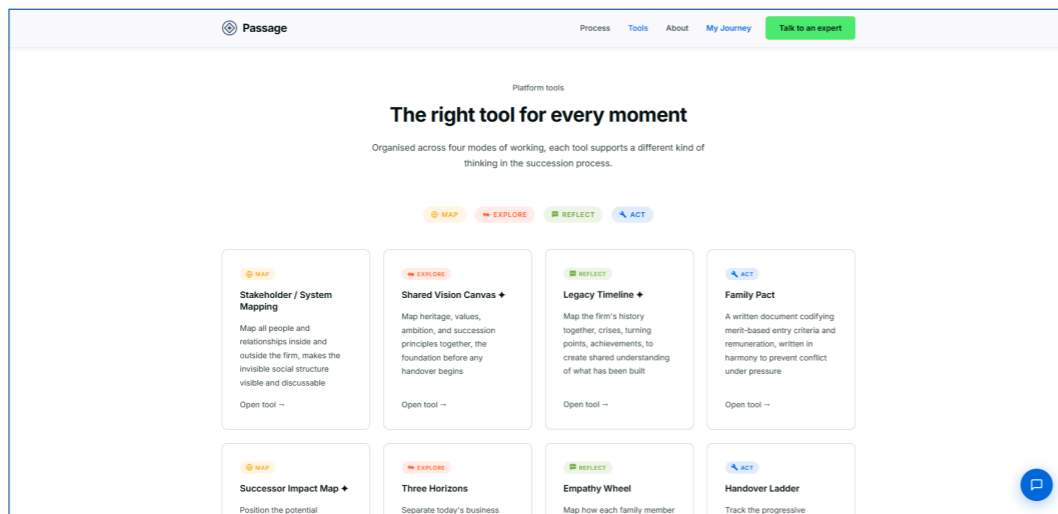 Passage
Process
Tools
About
My Journey
Talk to an expert
Platform tools
The right tool for every moment
Organised across four modes of working, each tool supports a different kind of
thinking in the succession process.
MAP
EXPLORE
REFLECT
ACT
MAP
Stakeholder / System
Mapping
Map all people and
relationships inside and
outside the firm, makes the
invisible social structure
visible and discussable
Open tool →
EXPLORE
Shared Vision Canvas ✦
Map heritage, values,
ambition, and succession
principles together, the
foundation before any
handover begins
Open tool →
REFLECT
Legacy Timeline ✦
Map the firm's history
together, crises, turning
points, achievements, to
create shared understanding
of what has been built
Open tool →
ACT
Family Pact
A written document codifying
merit-based entry criteria and
remuneration, written in
harmony to prevent conflict
under pressure
Open tool →
MAP
Successor Impact Map ✦
Position the potential
EXPLORE
Three Horizons
Separate today's business
REFLECT
Empathy Wheel
Map how each family member
ACT
Handover Ladder
Track the progressive